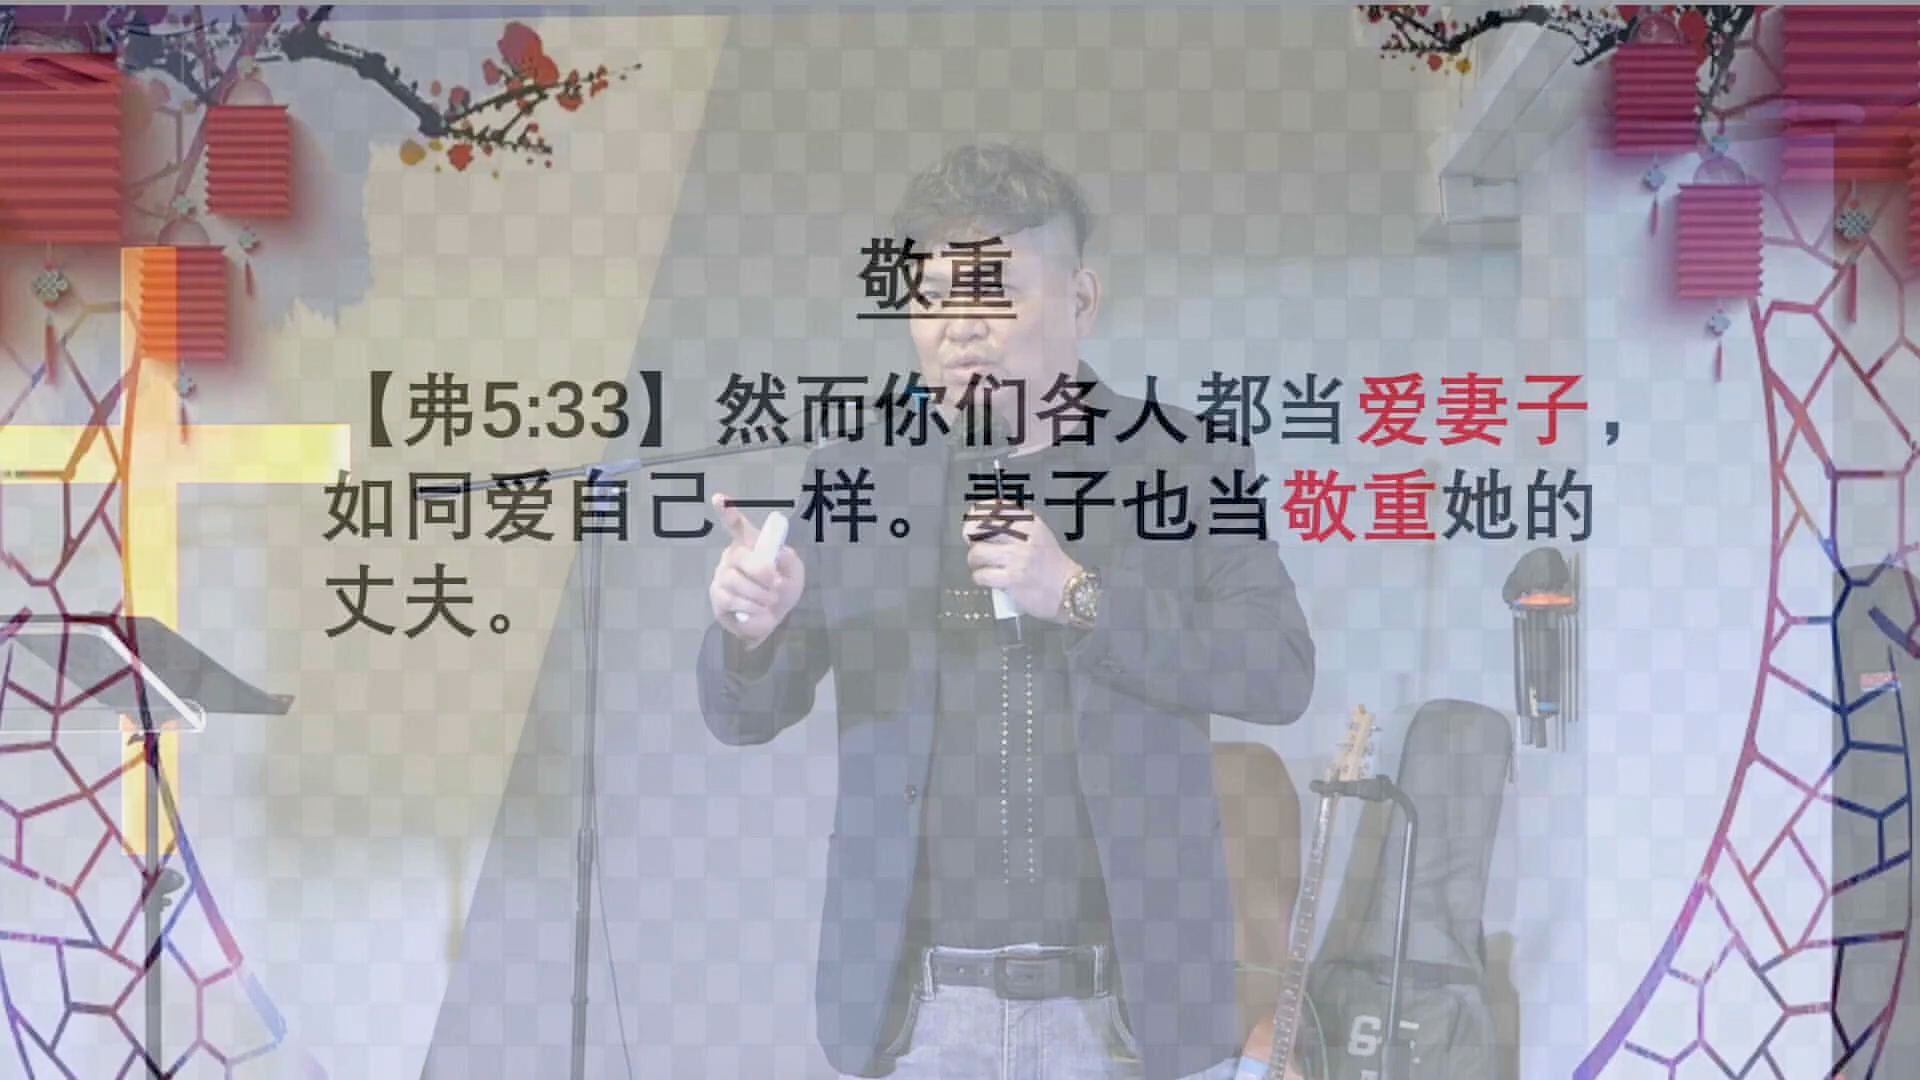 敬重
【弗5:33】然而你们各人都当爱妻子，
如同爱自己一样。妻子也当敬重她的
丈夫。